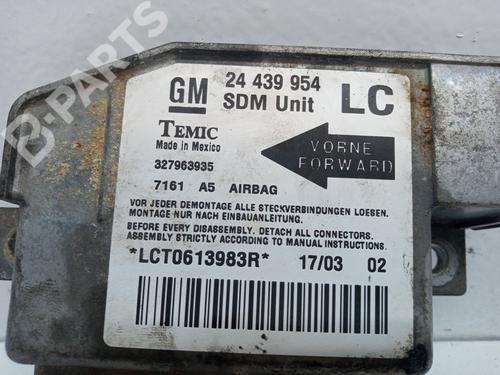 B-PARTS
GM 24 439 954 LC
SDM Unit
TEMIC
Made in Mexico
VORNE
FORWARD
327963935
7161 A5 AIRBAG
VOR JEDER DEMONTAGE ALLE STECKVERBINDUNGEN LOESEN.
MONTAGE NUR NACH EINBAUANLEITUNG.
BEFORE EVERY DISASSEMBLY. DETACH ALL CONNECTORS.
ASSEMBLY STRICTLY ACCORDING TO MANUAL INSTRUCTIONS.
*LCT0613983R* 17/03 02